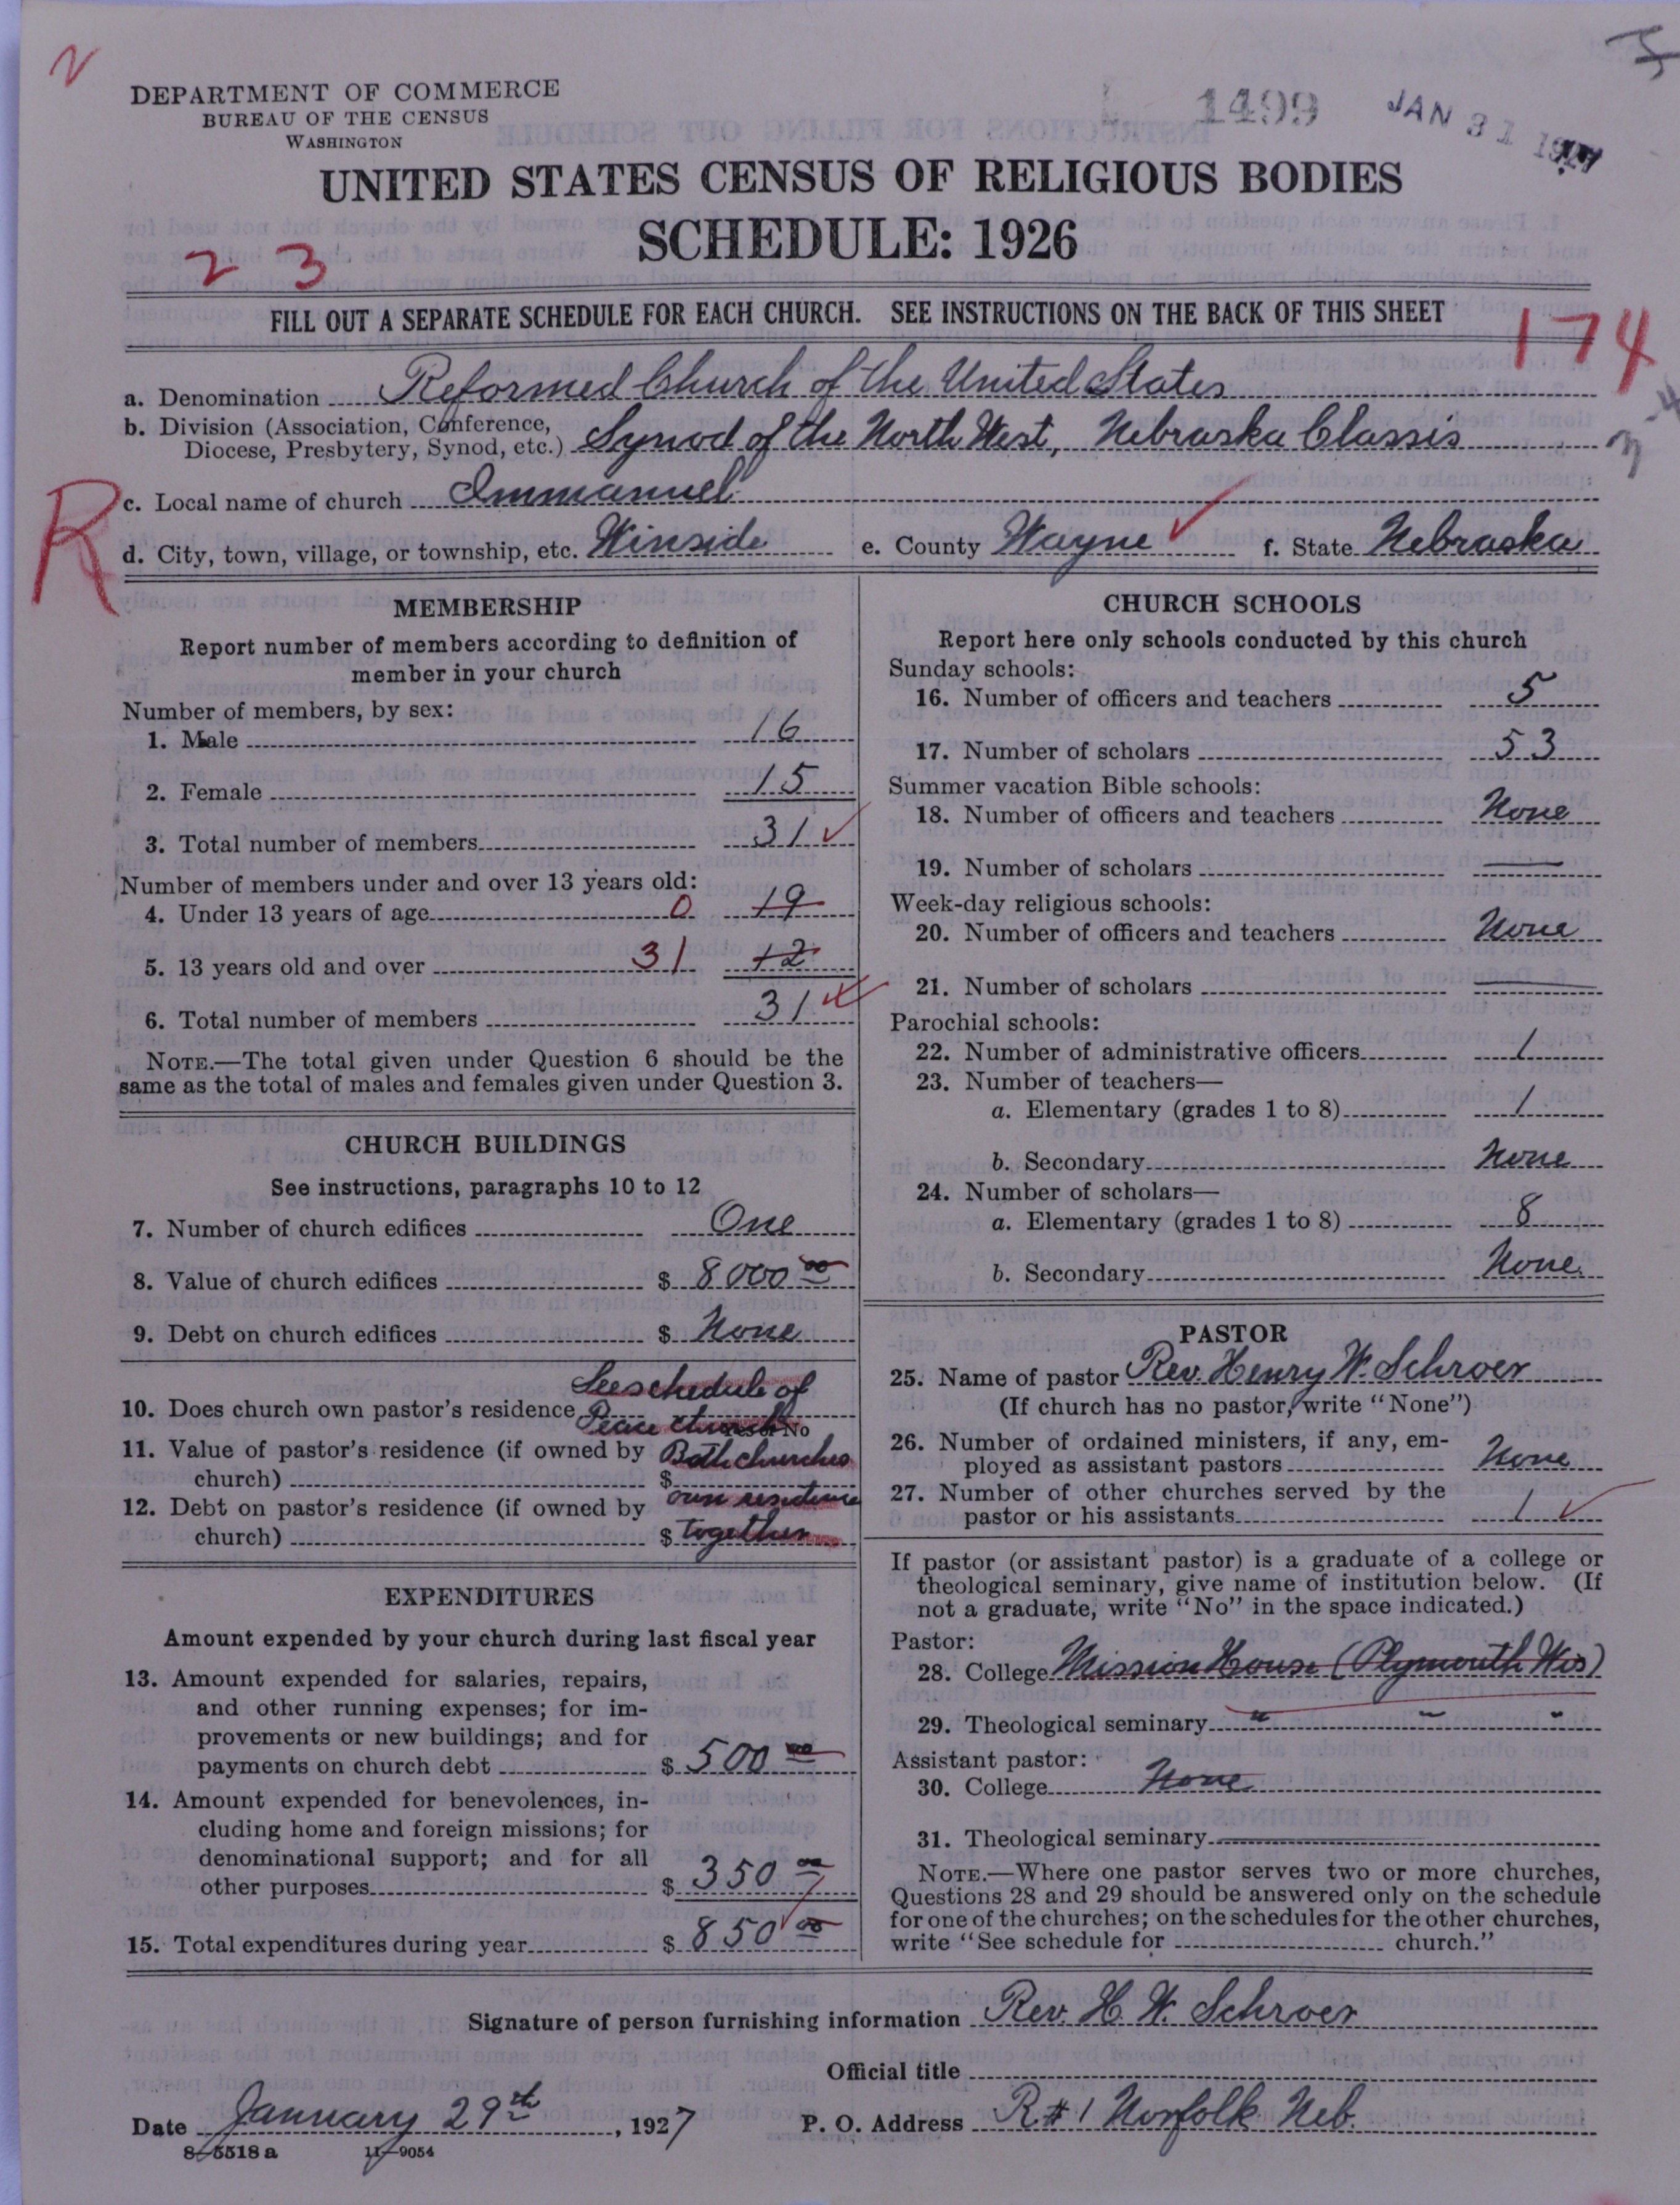 DEPARTMENT OF COMMERCE
BUREAU OF THE CENSUS
WASHINGTON
1499
JAN 31 1927
UNITED STATES CENSUS OF RELIGIOUS BODIES
SCHEDULE: 1926
2 3
FILL OUT A SEPARATE SCHEDULE FOR EACH CHURCH. SEE INSTRUCTIONS ON THE BACK OF THIS SHEET
174
a. Denomination Reformed Church of the United States
b. Division (Association, Conference,
Diocese, Presbytery, Synod, etc.) Synod of the North West, Nebraska Classis
R
c. Local name of church Immanuel
d. City, town, village, or township, etc. Winside e. County Wayne f. State Nebraska
MEMBERSHIP
Report number of members according to definition of
member in your church
Number of members, by sex:
1. Male 16
2. Female 15
3. Total number of members 31
Number of members under and over 13 years old:
4. Under 13 years of age 0 19
5. 13 years old and over 31 12
6. Total number of members 31
NOTE.—The total given under Question 6 should be the
same as the total of males and females given under Question 3.
CHURCH BUILDINGS
See instructions, paragraphs 10 to 12
7. Number of church edifices One
8. Value of church edifices $ 8000 00
9. Debt on church edifices $ None
See schedule of
10. Does church own pastor's residence Peace church
Yes or No
11. Value of pastor's residence (if owned by Both churches
church) $
12. Debt on pastor's residence (if owned by own residence
church) $ together
EXPENDITURES
Amount expended by your church during last fiscal year
13. Amount expended for salaries, repairs,
and other running expenses; for im-
provements or new buildings; and for
payments on church debt $ 500 00
14. Amount expended for benevolences, in-
cluding home and foreign missions; for
denominational support; and for all
other purposes $ 350 00
15. Total expenditures during year $ 850 00
CHURCH SCHOOLS
Report here only schools conducted by this church
Sunday schools:
16. Number of officers and teachers 5
17. Number of scholars 53
Summer vacation Bible schools:
18. Number of officers and teachers None
19. Number of scholars
Week-day religious schools:
20. Number of officers and teachers None
21. Number of scholars
Parochial schools:
22. Number of administrative officers 1
23. Number of teachers—
a. Elementary (grades 1 to 8) 1
b. Secondary None
24. Number of scholars—
a. Elementary (grades 1 to 8) 8
b. Secondary None
PASTOR
25. Name of pastor Rev. Henry W. Schroer
(If church has no pastor, write "None")
26. Number of ordained ministers, if any, em-
ployed as assistant pastors None
27. Number of other churches served by the
pastor or his assistants 1
If pastor (or assistant pastor) is a graduate of a college or
theological seminary, give name of institution below. (If
not a graduate, write "No" in the space indicated.)
Pastor:
28. College Mission House (Plymouth Wis)
29. Theological seminary " " "
Assistant pastor:
30. College None
31. Theological seminary
NOTE.—Where one pastor serves two or more churches,
Questions 28 and 29 should be answered only on the schedule
for one of the churches; on the schedules for the other churches,
write "See schedule for church."
Signature of person furnishing information Rev. H. W. Schroer
Official title
Date January 29th, 1927 P. O. Address R#1 Norfolk Neb.
8-5518 a 11-9054